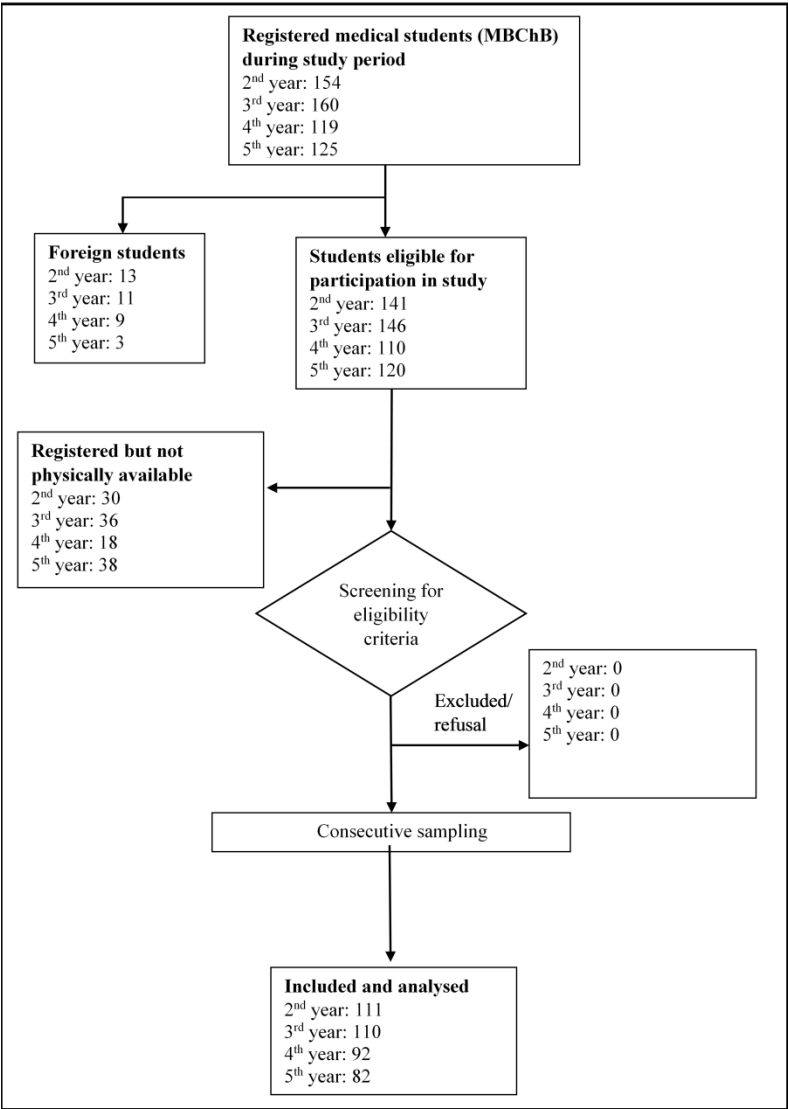 Registered medical students (MBChB)
during study period
2nd year: 154
3rd year: 160
4th year: 119
5th year: 125
Foreign students
2nd year: 13
3rd year: 11
4th year: 9
5th year: 3
Students eligible for
participation in study
2nd year: 141
3rd year: 146
4th year: 110
5th year: 120
Registered but not
physically available
2nd year: 30
3rd year: 36
4th year: 18
5th year: 38
Screening for
eligibility
criteria
Excluded/
refusal
2nd year: 0
3rd year: 0
4th year: 0
5th year: 0
Consecutive sampling
Included and analysed
2nd year: 111
3rd year: 110
4th year: 92
5th year: 82